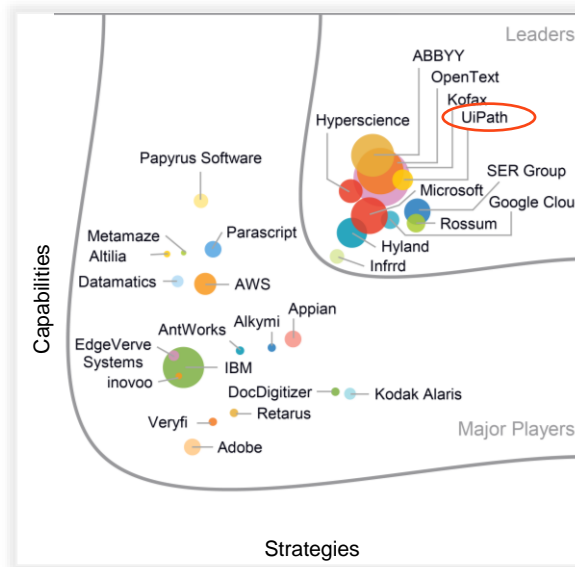 Leaders
ABBYY
OpenText
Kofax
UiPath
Hyperscience
Papyrus Software
SER Group
Microsoft
Google Clou
Rossum
Metamaze
Parascript
Altilia
Hyland
Infrrd
Datamatics
AWS
Capabilities
Alkymi
Appian
AntWorks
EdgeVerve
Systems
IBM
inovoo
DocDigitizer
Kodak Alaris
Retarus
Veryfi
Major Players
Adobe
Strategies